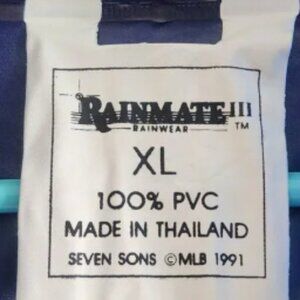 RAINMATE III
RAINWEAR TM
XL
100% PVC
MADE IN THAILAND
SEVEN SONS ©MLB 1991